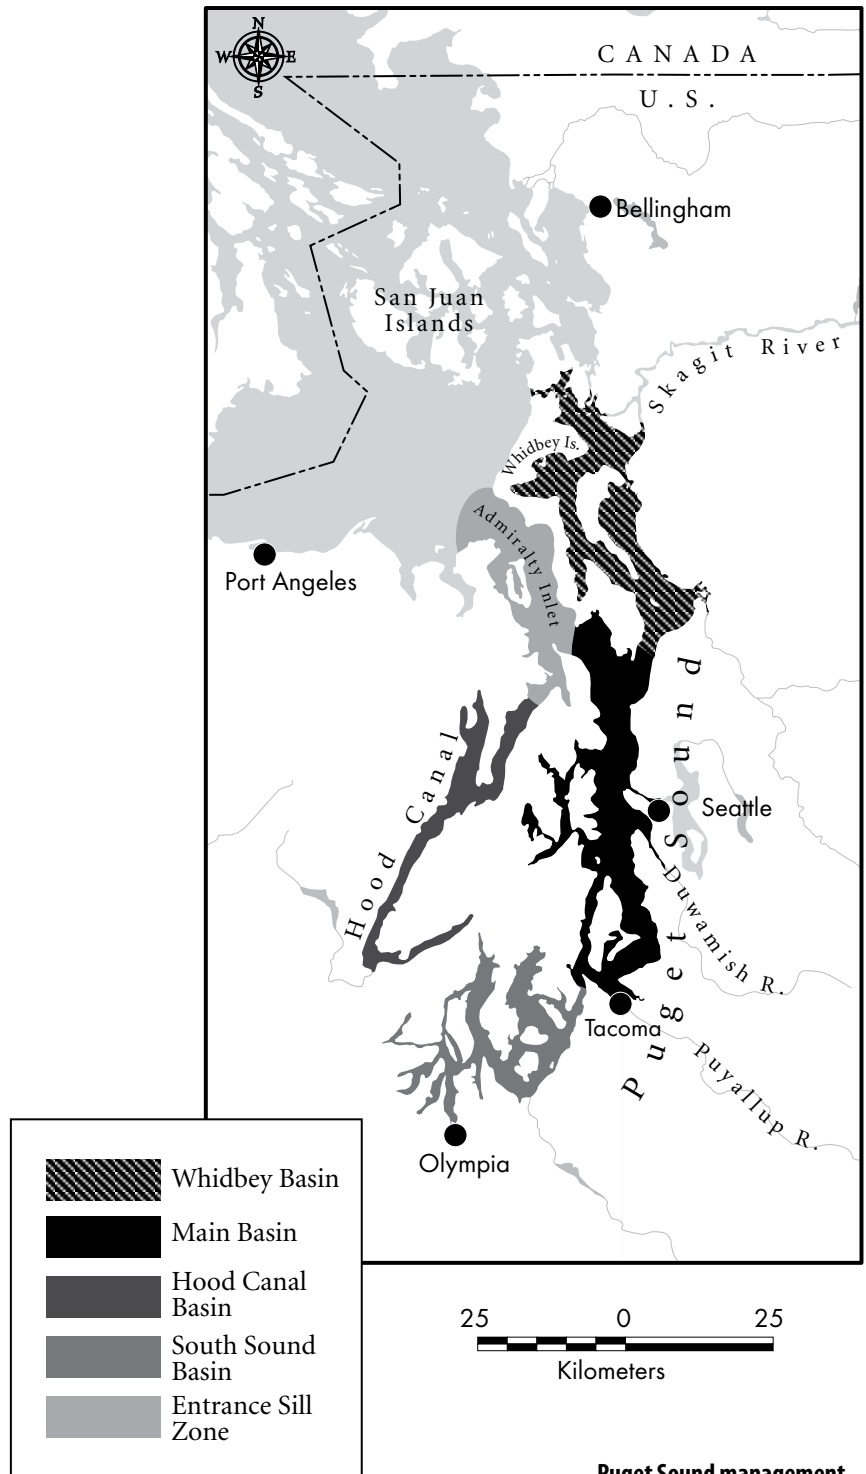 N
W E
S
CANADA
U.S.
Bellingham
San Juan
Islands
Skagit River
Whidbey Is.
Admiralty Inlet
Port Angeles
Hood Canal
Puget Sound
Seattle
Duwamish R.
Tacoma
Puyallup R.
Olympia
Whidbey Basin
Main Basin
Hood Canal
Basin
South Sound
Basin
Entrance Sill
Zone
25 0 25
Kilometers
Puget Sound management